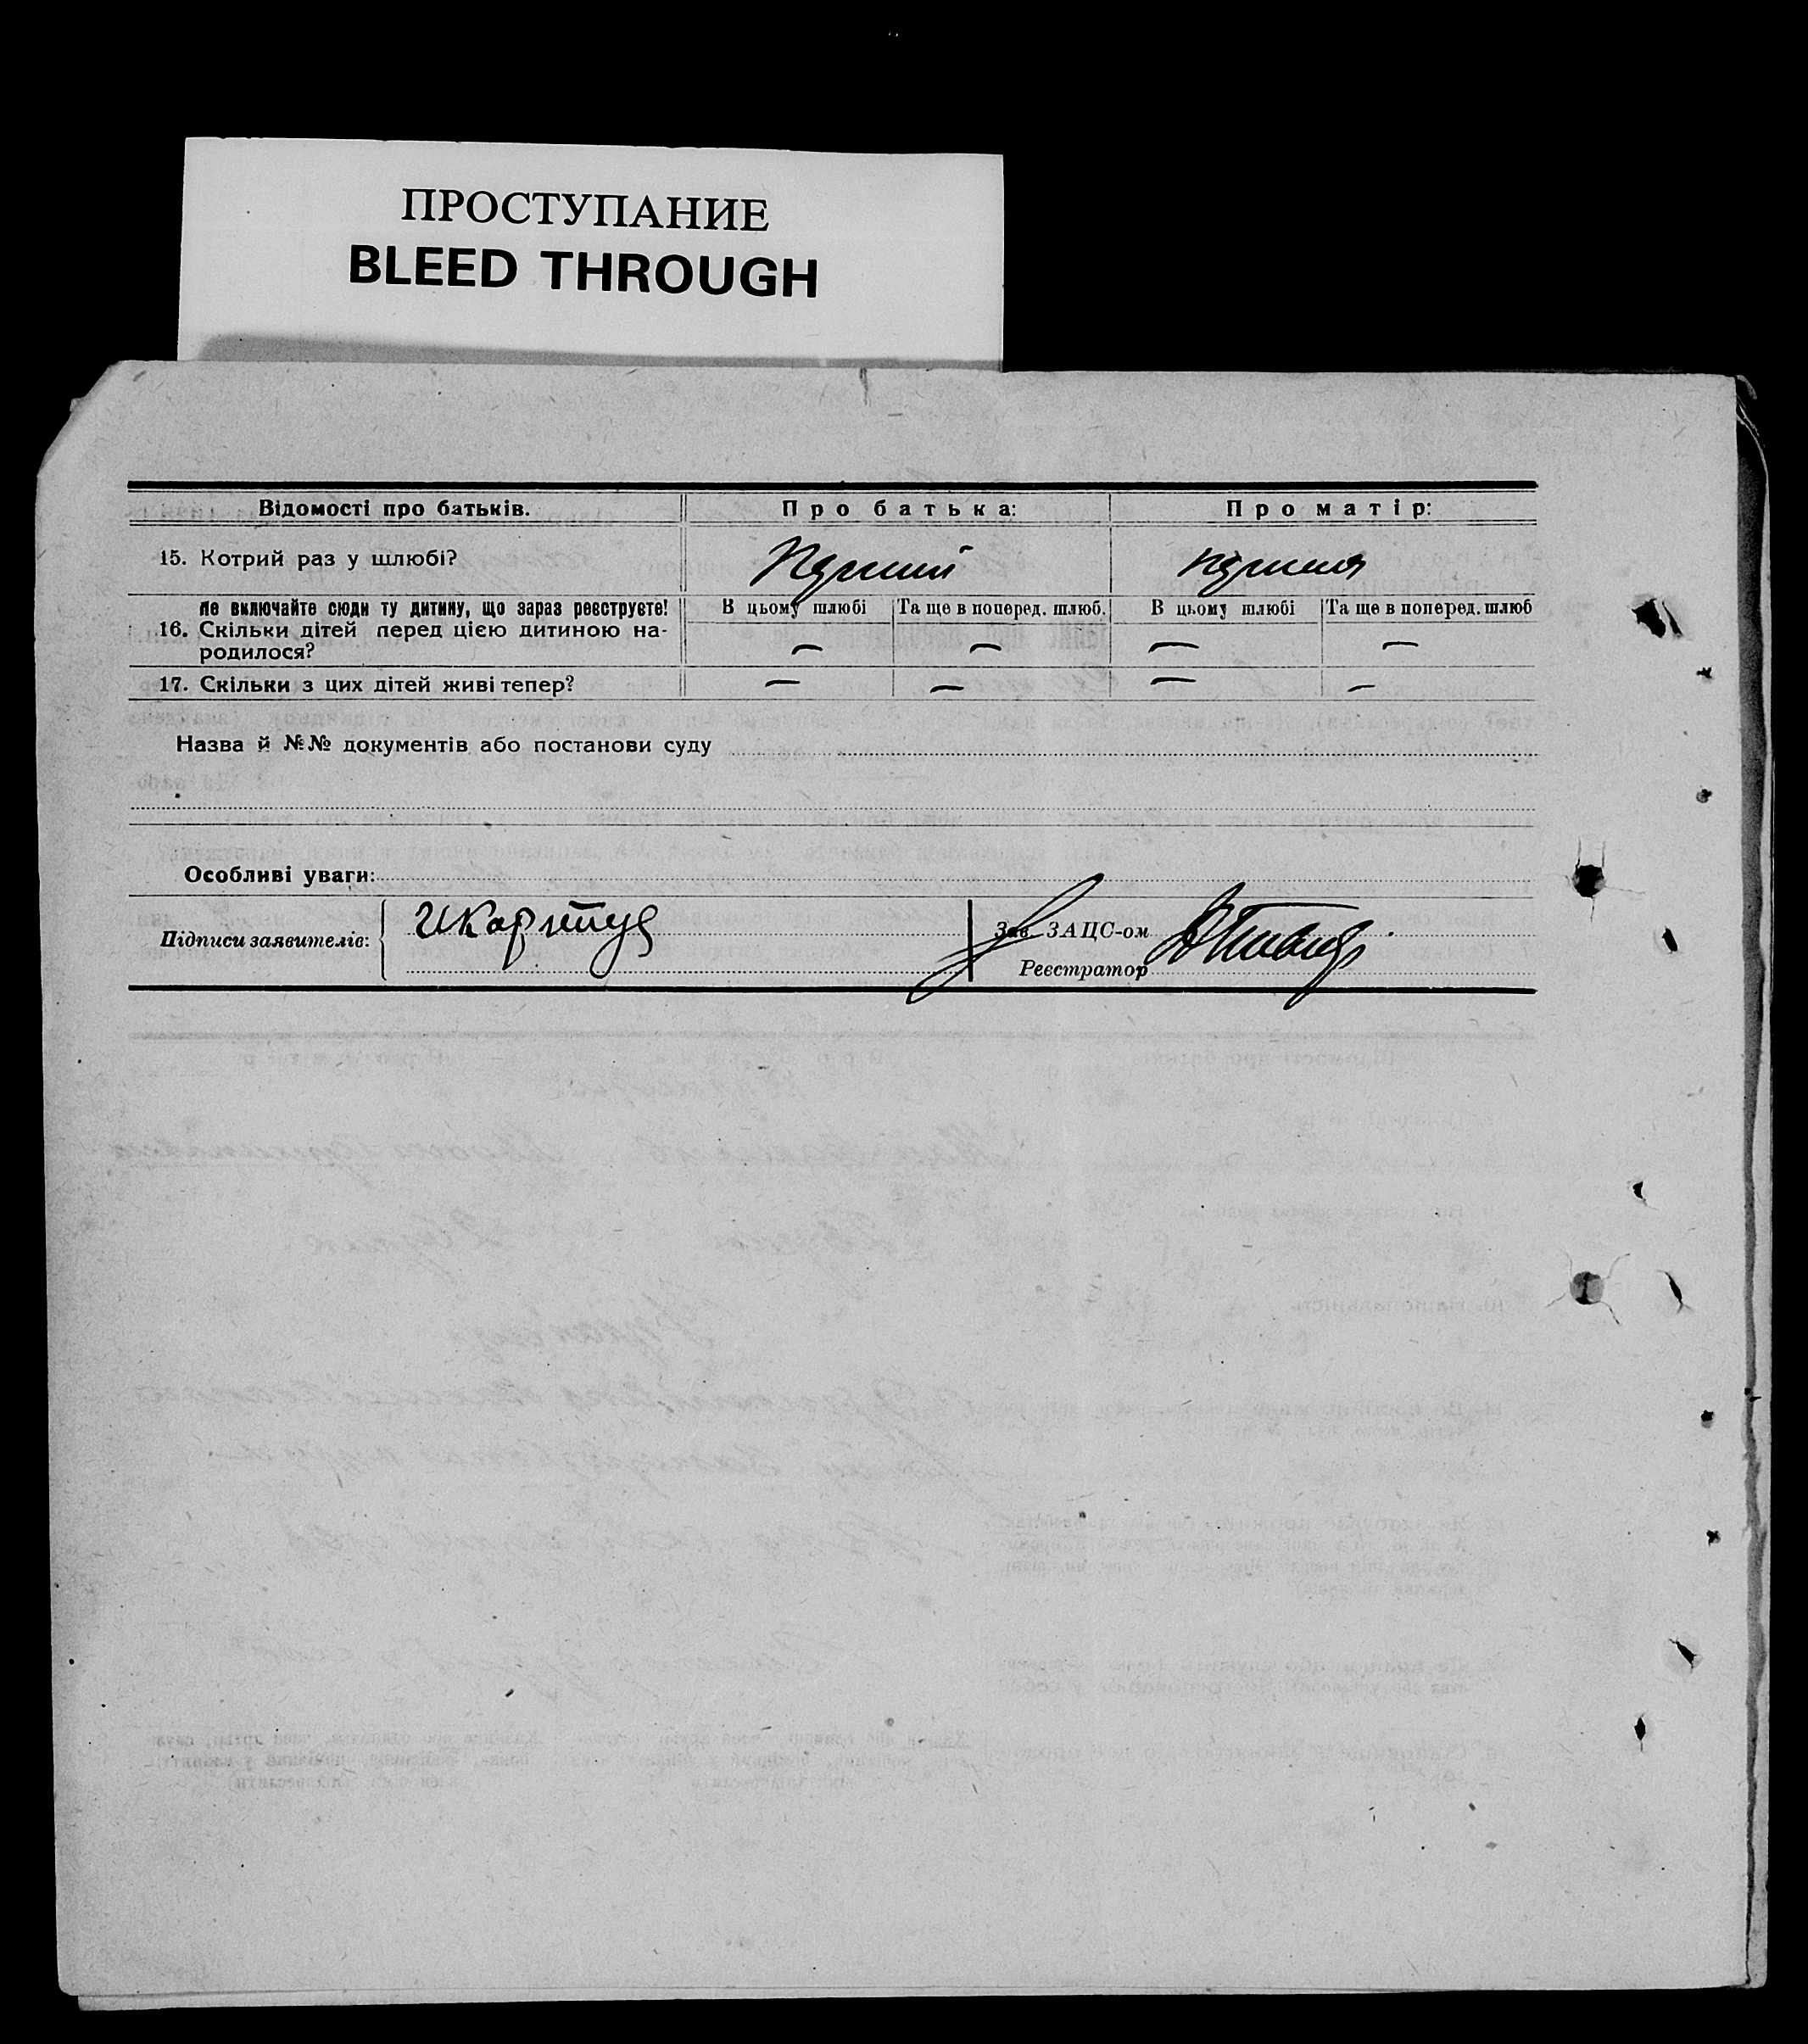 ПРОСТУПАНИЕ
BLEED THROUGH
Відомості про батьків. Про батька: Про матір:
15. Котрий раз у шлюбі? Перший перший
Не включайте сюди ту дитину, що зараз реєструєте! В цьому шлюбі Та ще в поперед. шлюб. В цьому шлюбі Та ще в поперед. шлюб
16. Скільки дітей перед цією дитиною на-
родилося? — — — —
17. Скільки з цих дітей живі тепер? — — — —
Назва й №№ документів або постанови суду
Особливі уваги:
Підписи заявителів:
Зав. ЗАЦС-ом
Реєстратор